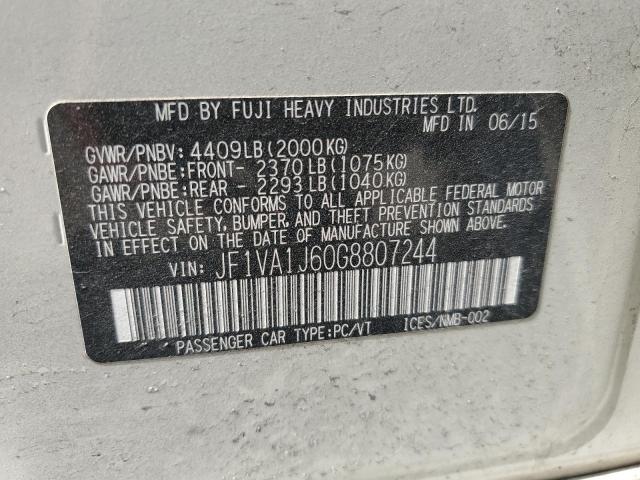 MFD BY FUJI HEAVY INDUSTRIES LTD.
MFD IN 06/15
GVWR/PNBV: 4409LB(2000KG)
GAWR/PNBE:FRONT- 2370LB(1075KG)
GAWR/PNBE:REAR - 2293LB(1040KG)
THIS VEHICLE CONFORMS TO ALL APPLICABLE FEDERAL MOTOR
VEHICLE SAFETY, BUMPER, AND THEFT PREVENTION STANDARDS
IN EFFECT ON THE DATE OF MANUFACTURE SHOWN ABOVE.
VIN: JF1VA1J60G8807244
PASSENGER CAR TYPE:PC/VT ICES/NMB-002